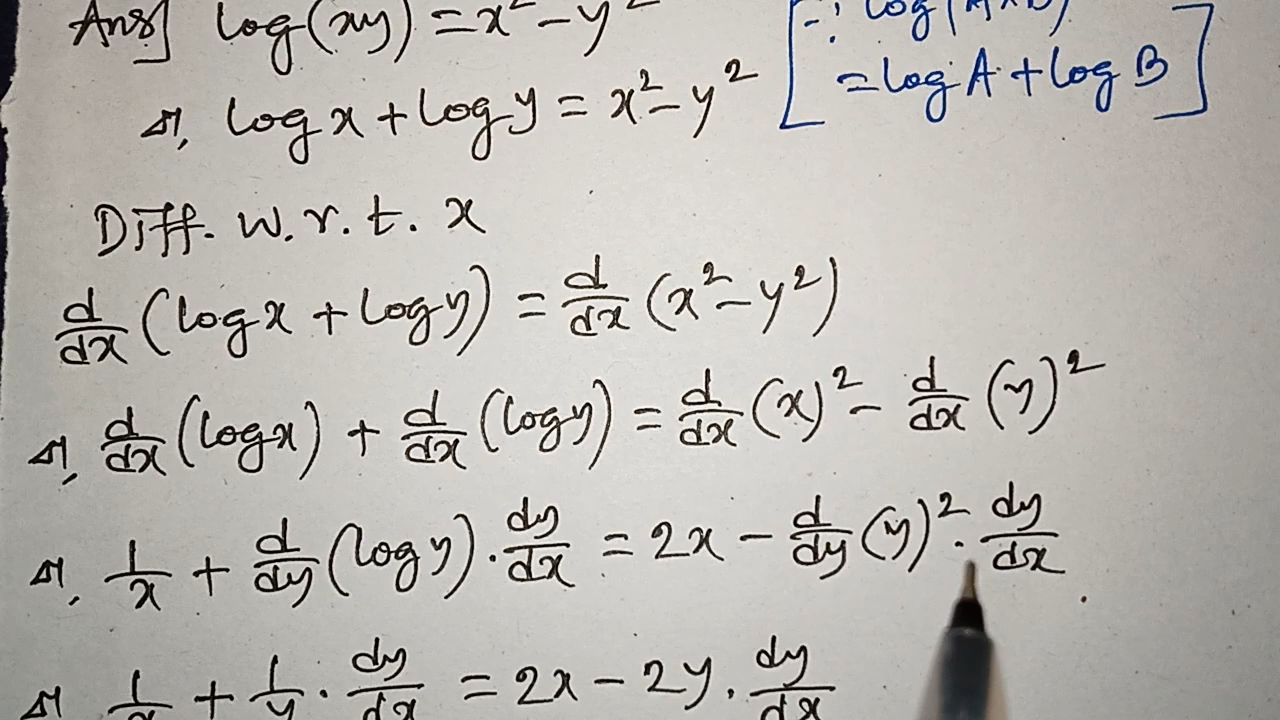 Ans] log(xy) = x² - y²
[∵ log(A×B)
বা, log x + log y = x² - y²
= log A + log B]
Diff. w.r.t. x
d/dx (log x + log y) = d/dx (x² - y²)
বা, d/dx (log x) + d/dx (log y) = d/dx (x)² - d/dx (y)²
বা, 1/x + d/dy (log y) · dy/dx = 2x - d/dy (y)² · dy/dx
বা, 1/x + 1/y · dy/dx = 2x - 2y · dy/dx